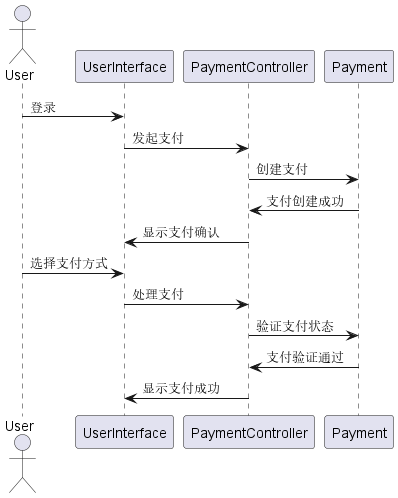 User
UserInterface
PaymentController
Payment
登录
发起支付
创建支付
支付创建成功
显示支付确认
选择支付方式
处理支付
验证支付状态
支付验证通过
显示支付成功
User
UserInterface
PaymentController
Payment